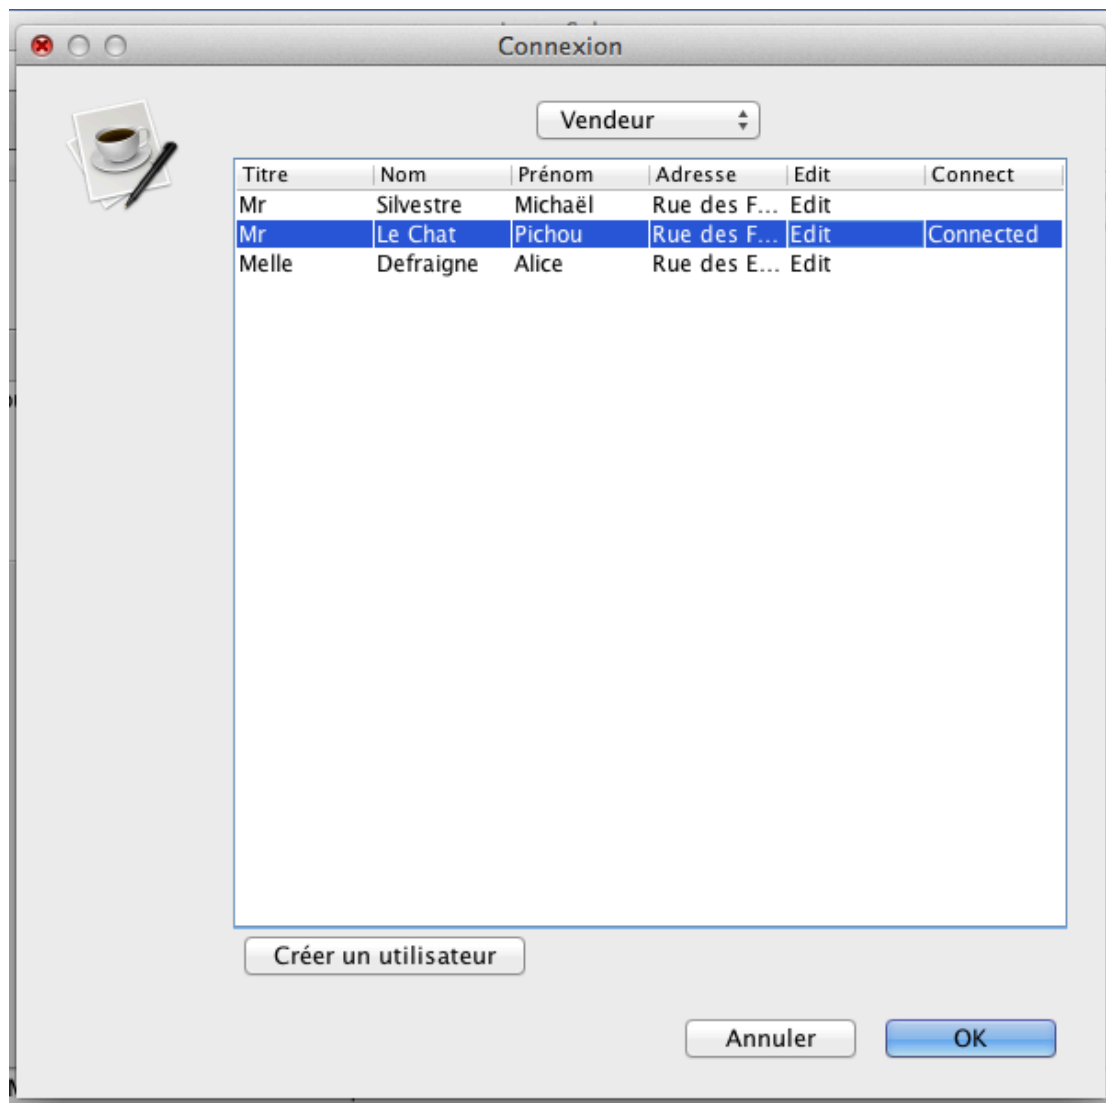 Connexion
Vendeur
Titre Nom Prénom Adresse Edit Connect
Mr Silvestre Michaël Rue des F... Edit
Mr Le Chat Pichou Rue des F... Edit Connected
Melle Defraigne Alice Rue des E... Edit
Créer un utilisateur
Annuler OK